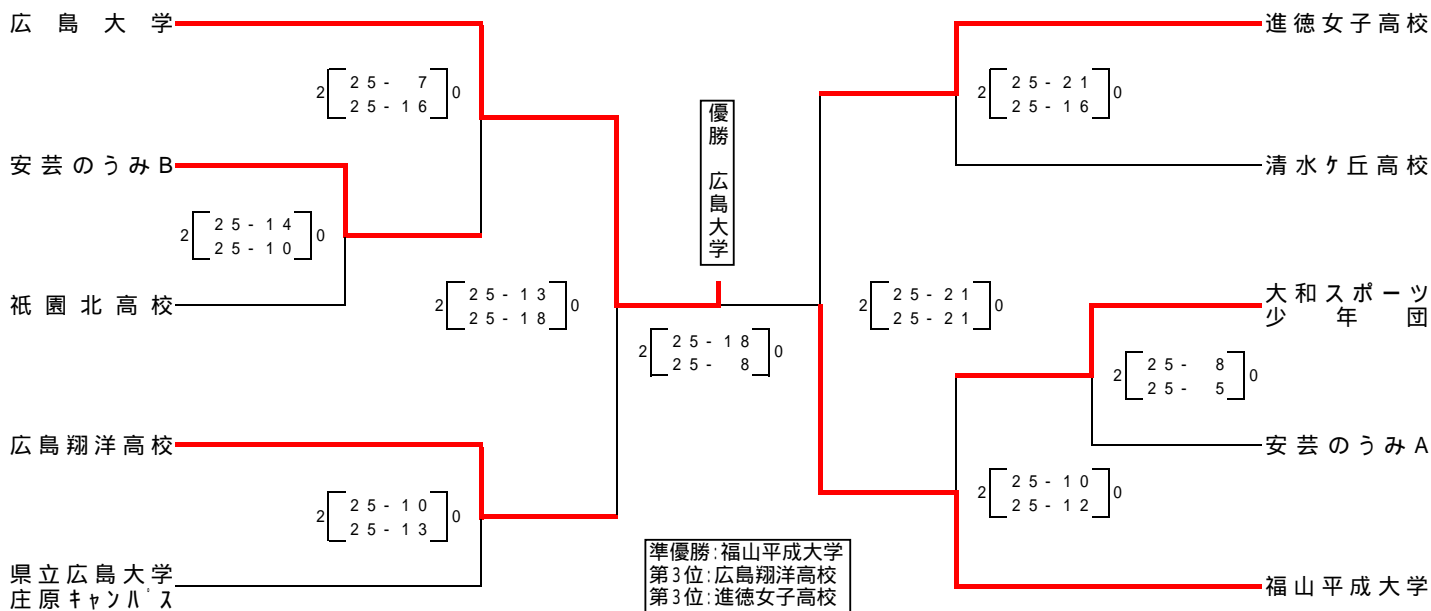 広島大学
進徳女子高校
2 25-7 0
25-16
2 25-21 0
25-16
優勝 広島大学
安芸のうみB
清水ケ丘高校
2 25-14 0
25-10
祇園北高校
2 25-13 0
25-18
2 25-21 0
25-21
大和スポーツ
少年団
2 25-18 0
25-8
2 25-8 0
25-5
広島翔洋高校
安芸のうみA
2 25-10 0
25-13
2 25-10 0
25-12
準優勝:福山平成大学
第3位:広島翔洋高校
第3位:進徳女子高校
県立広島大学
庄原キャンパス
福山平成大学